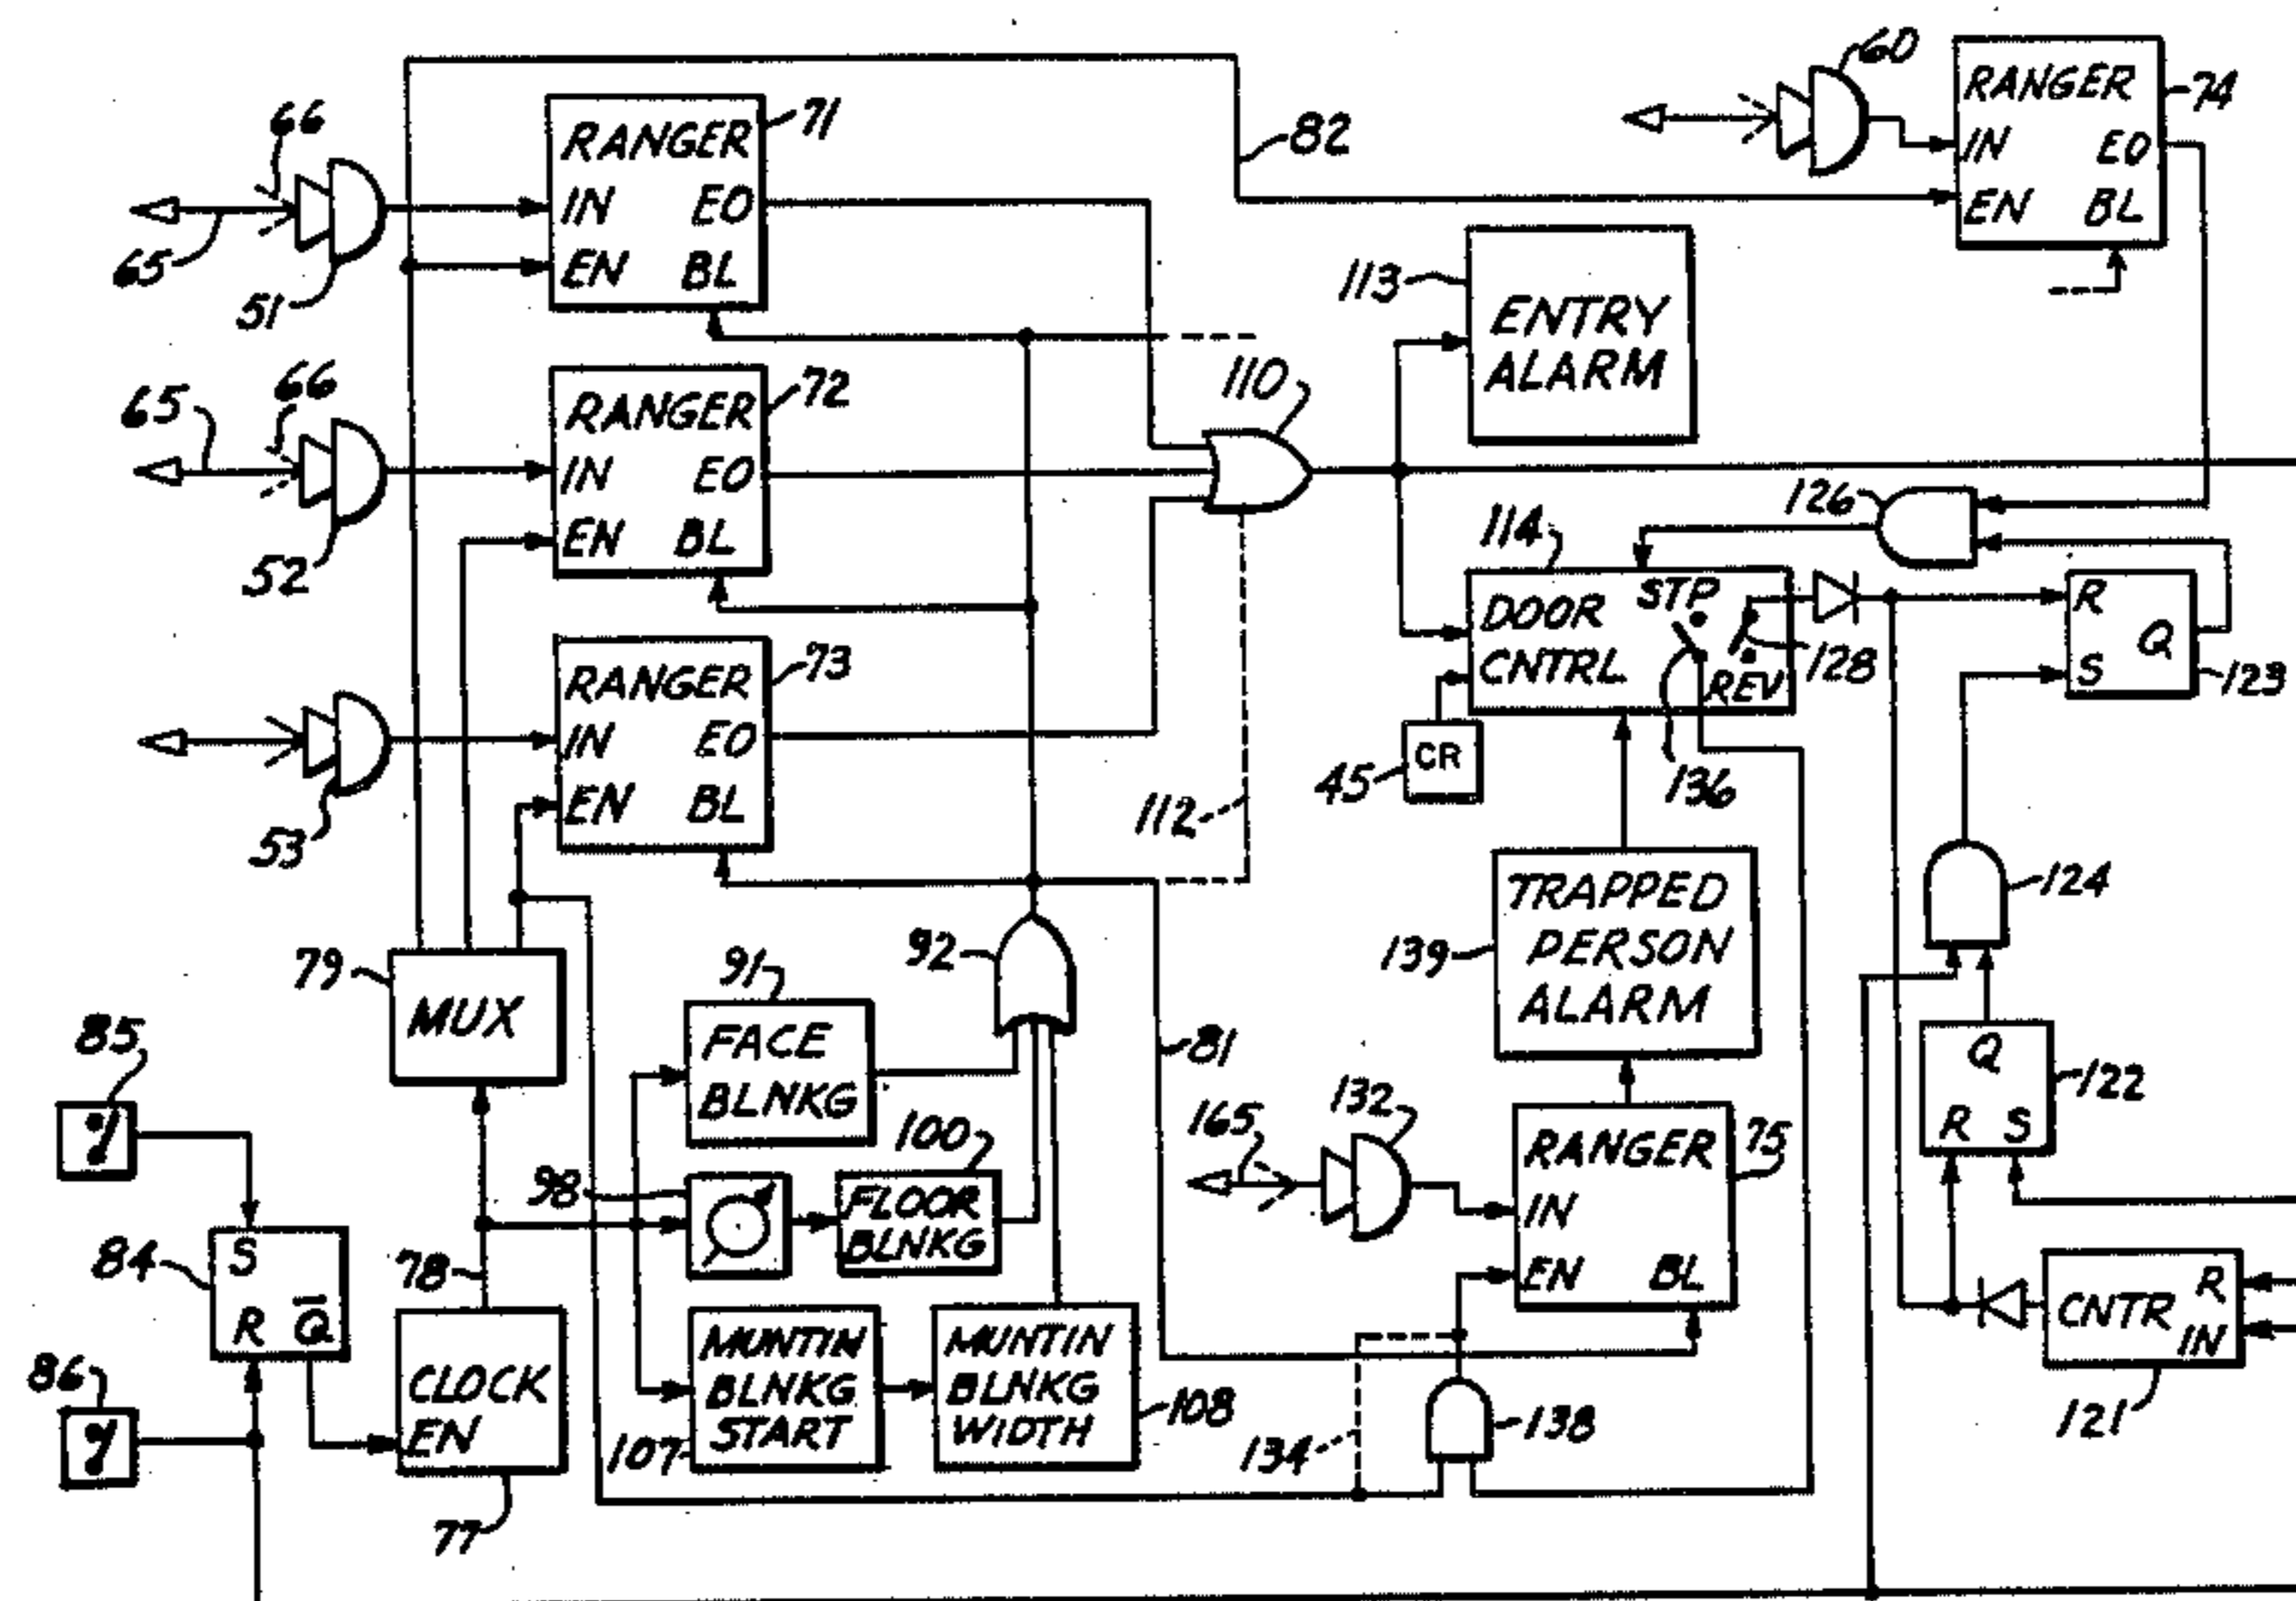 66
RANGER
71
IN EO
EN BL
65
51
82
60
RANGER
74
IN EO
EN BL
113
ENTRY
ALARM
65
66
RANGER
72
IN EO
EN BL
52
110
126
114
STP
DOOR
CNTRL
REV
128
136
CR
45
R
Q
S
123
RANGER
73
IN EO
EN BL
53
112
124
79
MUX
91
FACE
BLNKG
92
81
139
TRAPPED
PERSON
ALARM
Q
R S
122
85
98
100
FLOOR
BLNKG
165
132
RANGER
75
IN
EN BL
84
S
R Q̅
78
CLOCK
EN
77
86
MUNTIN
BLNKG
START
107
MUNTIN
BLNKG
WIDTH
108
134
138
CNTR
R
IN
121